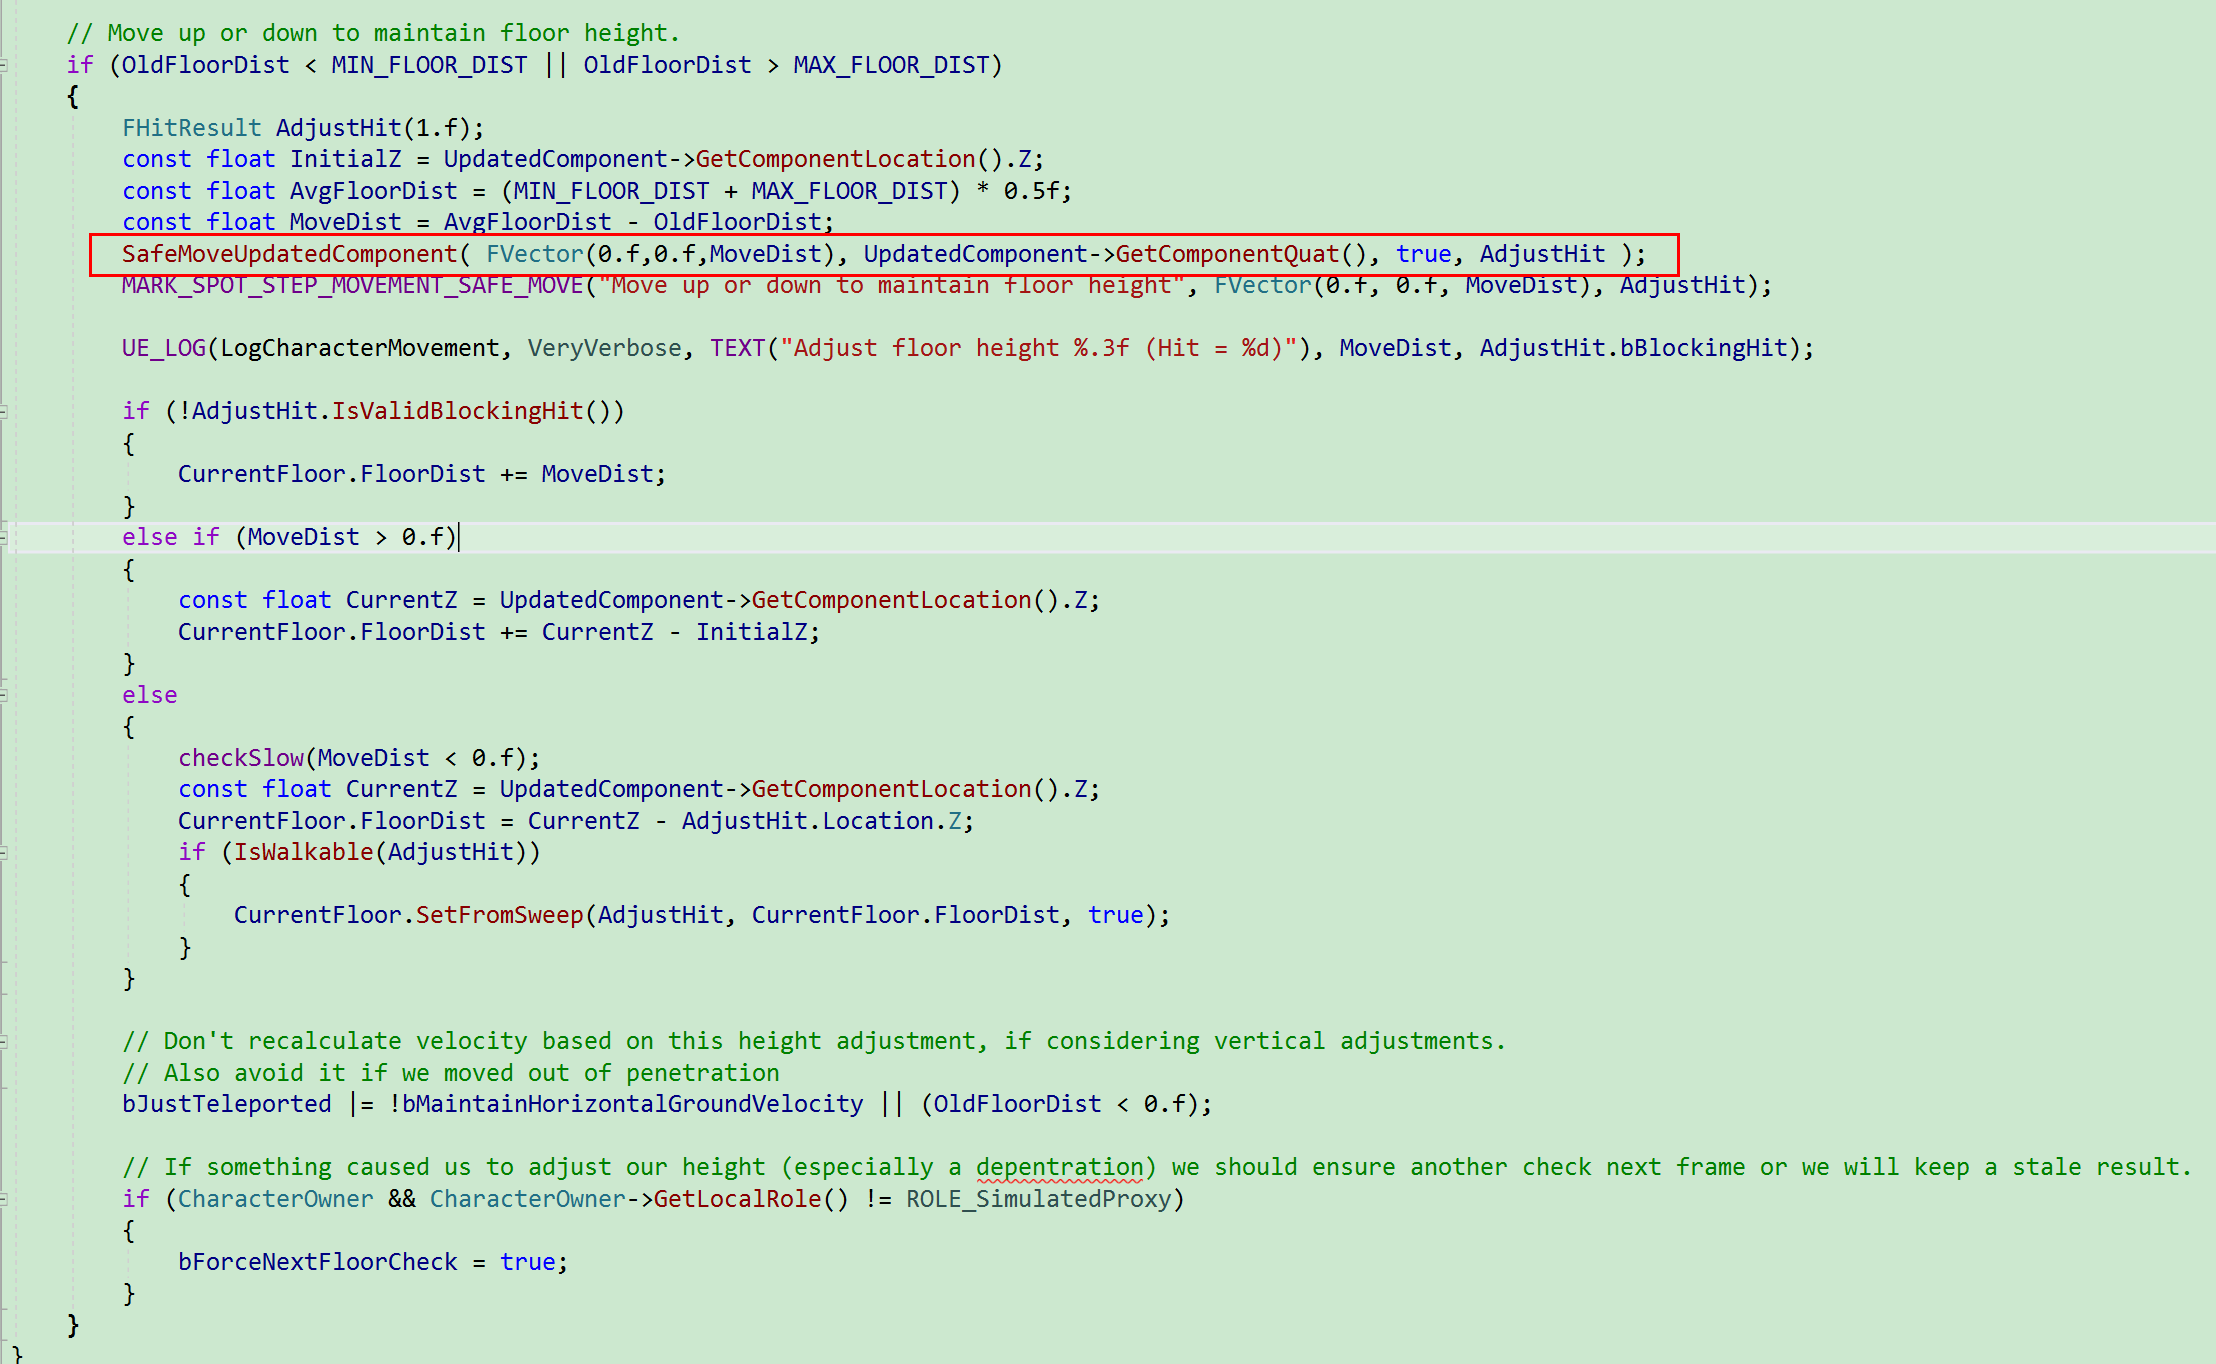 // Move up or down to maintain floor height.
if (OldFloorDist < MIN_FLOOR_DIST || OldFloorDist > MAX_FLOOR_DIST)
{
FHitResult AdjustHit(1.f);
const float InitialZ = UpdatedComponent->GetComponentLocation().Z;
const float AvgFloorDist = (MIN_FLOOR_DIST + MAX_FLOOR_DIST) * 0.5f;
const float MoveDist = AvgFloorDist - OldFloorDist;
SafeMoveUpdatedComponent( FVector(0.f,0.f,MoveDist), UpdatedComponent->GetComponentQuat(), true, AdjustHit );
MARK_SPOT_STEP_MOVEMENT_SAFE_MOVE("Move up or down to maintain floor height", FVector(0.f, 0.f, MoveDist), AdjustHit);
UE_LOG(LogCharacterMovement, VeryVerbose, TEXT("Adjust floor height %.3f (Hit = %d)"), MoveDist, AdjustHit.bBlockingHit);
if (!AdjustHit.IsValidBlockingHit())
{
CurrentFloor.FloorDist += MoveDist;
}
else if (MoveDist > 0.f)
{
const float CurrentZ = UpdatedComponent->GetComponentLocation().Z;
CurrentFloor.FloorDist += CurrentZ - InitialZ;
}
else
{
checkSlow(MoveDist < 0.f);
const float CurrentZ = UpdatedComponent->GetComponentLocation().Z;
CurrentFloor.FloorDist = CurrentZ - AdjustHit.Location.Z;
if (IsWalkable(AdjustHit))
{
CurrentFloor.SetFromSweep(AdjustHit, CurrentFloor.FloorDist, true);
}
}
// Don't recalculate velocity based on this height adjustment, if considering vertical adjustments.
// Also avoid it if we moved out of penetration
bJustTeleported |= !bMaintainHorizontalGroundVelocity || (OldFloorDist < 0.f);
// If something caused us to adjust our height (especially a depentration) we should ensure another check next frame or we will keep a stale result.
if (CharacterOwner && CharacterOwner->GetLocalRole() != ROLE_SimulatedProxy)
{
bForceNextFloorCheck = true;
}
}
}